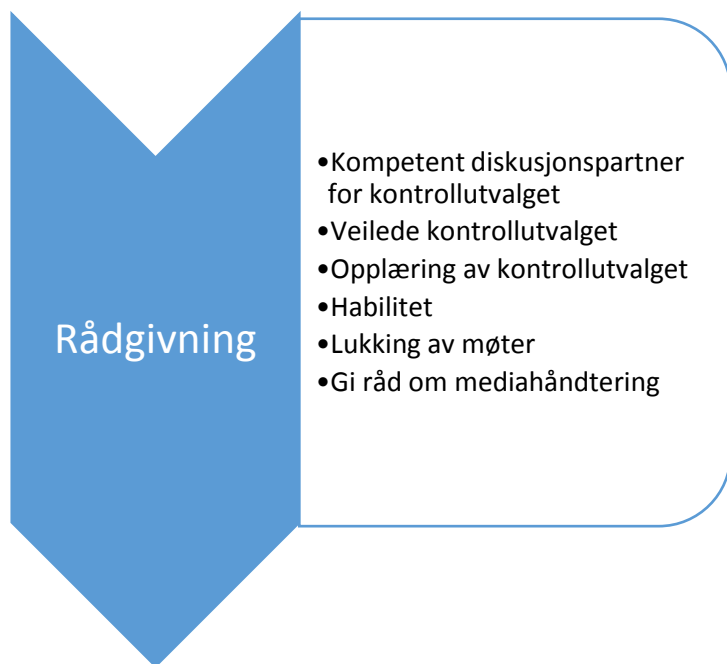 Rådgivning
•Kompetent diskusjonspartner
for kontrollutvalget
•Veilede kontrollutvalget
•Opplæring av kontrollutvalget
•Habilitet
•Lukking av møter
•Gi råd om mediahåndtering